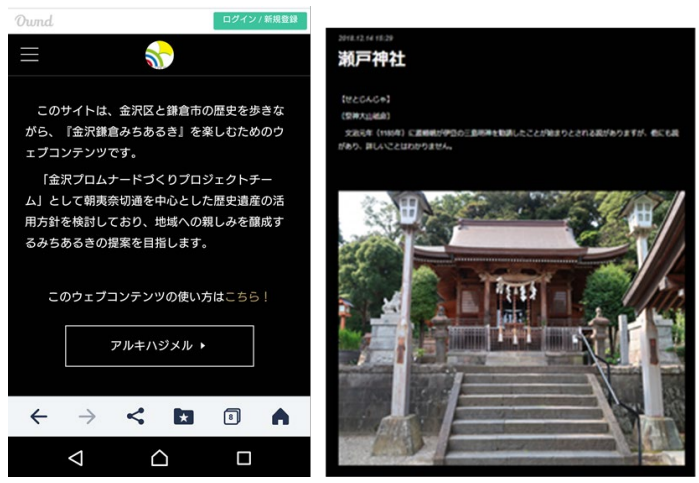 Ownd
ログイン / 新規登録
このサイトは、金沢区と鎌倉市の歴史を歩きな
がら、『金沢鎌倉みちあるき』を楽しむためのウ
ェブコンテンツです。
「金沢プロムナードづくりプロジェクトチー
ム」として朝夷奈切通を中心とした歴史遺産の活
用方針を検討しており、地域への親しみを醸成す
るみちあるきの提案を目指します。
このウェブコンテンツの使い方はこちら！
アルキハジメル
8
2018.12.14 15:29
瀬戸神社
【せとじんじゃ】
文治元年（1185年）に源頼朝が伊豆の三島明神を勧請したことが始まりとされる説がありますが、他にも説
があり、詳しいことはわかりません。